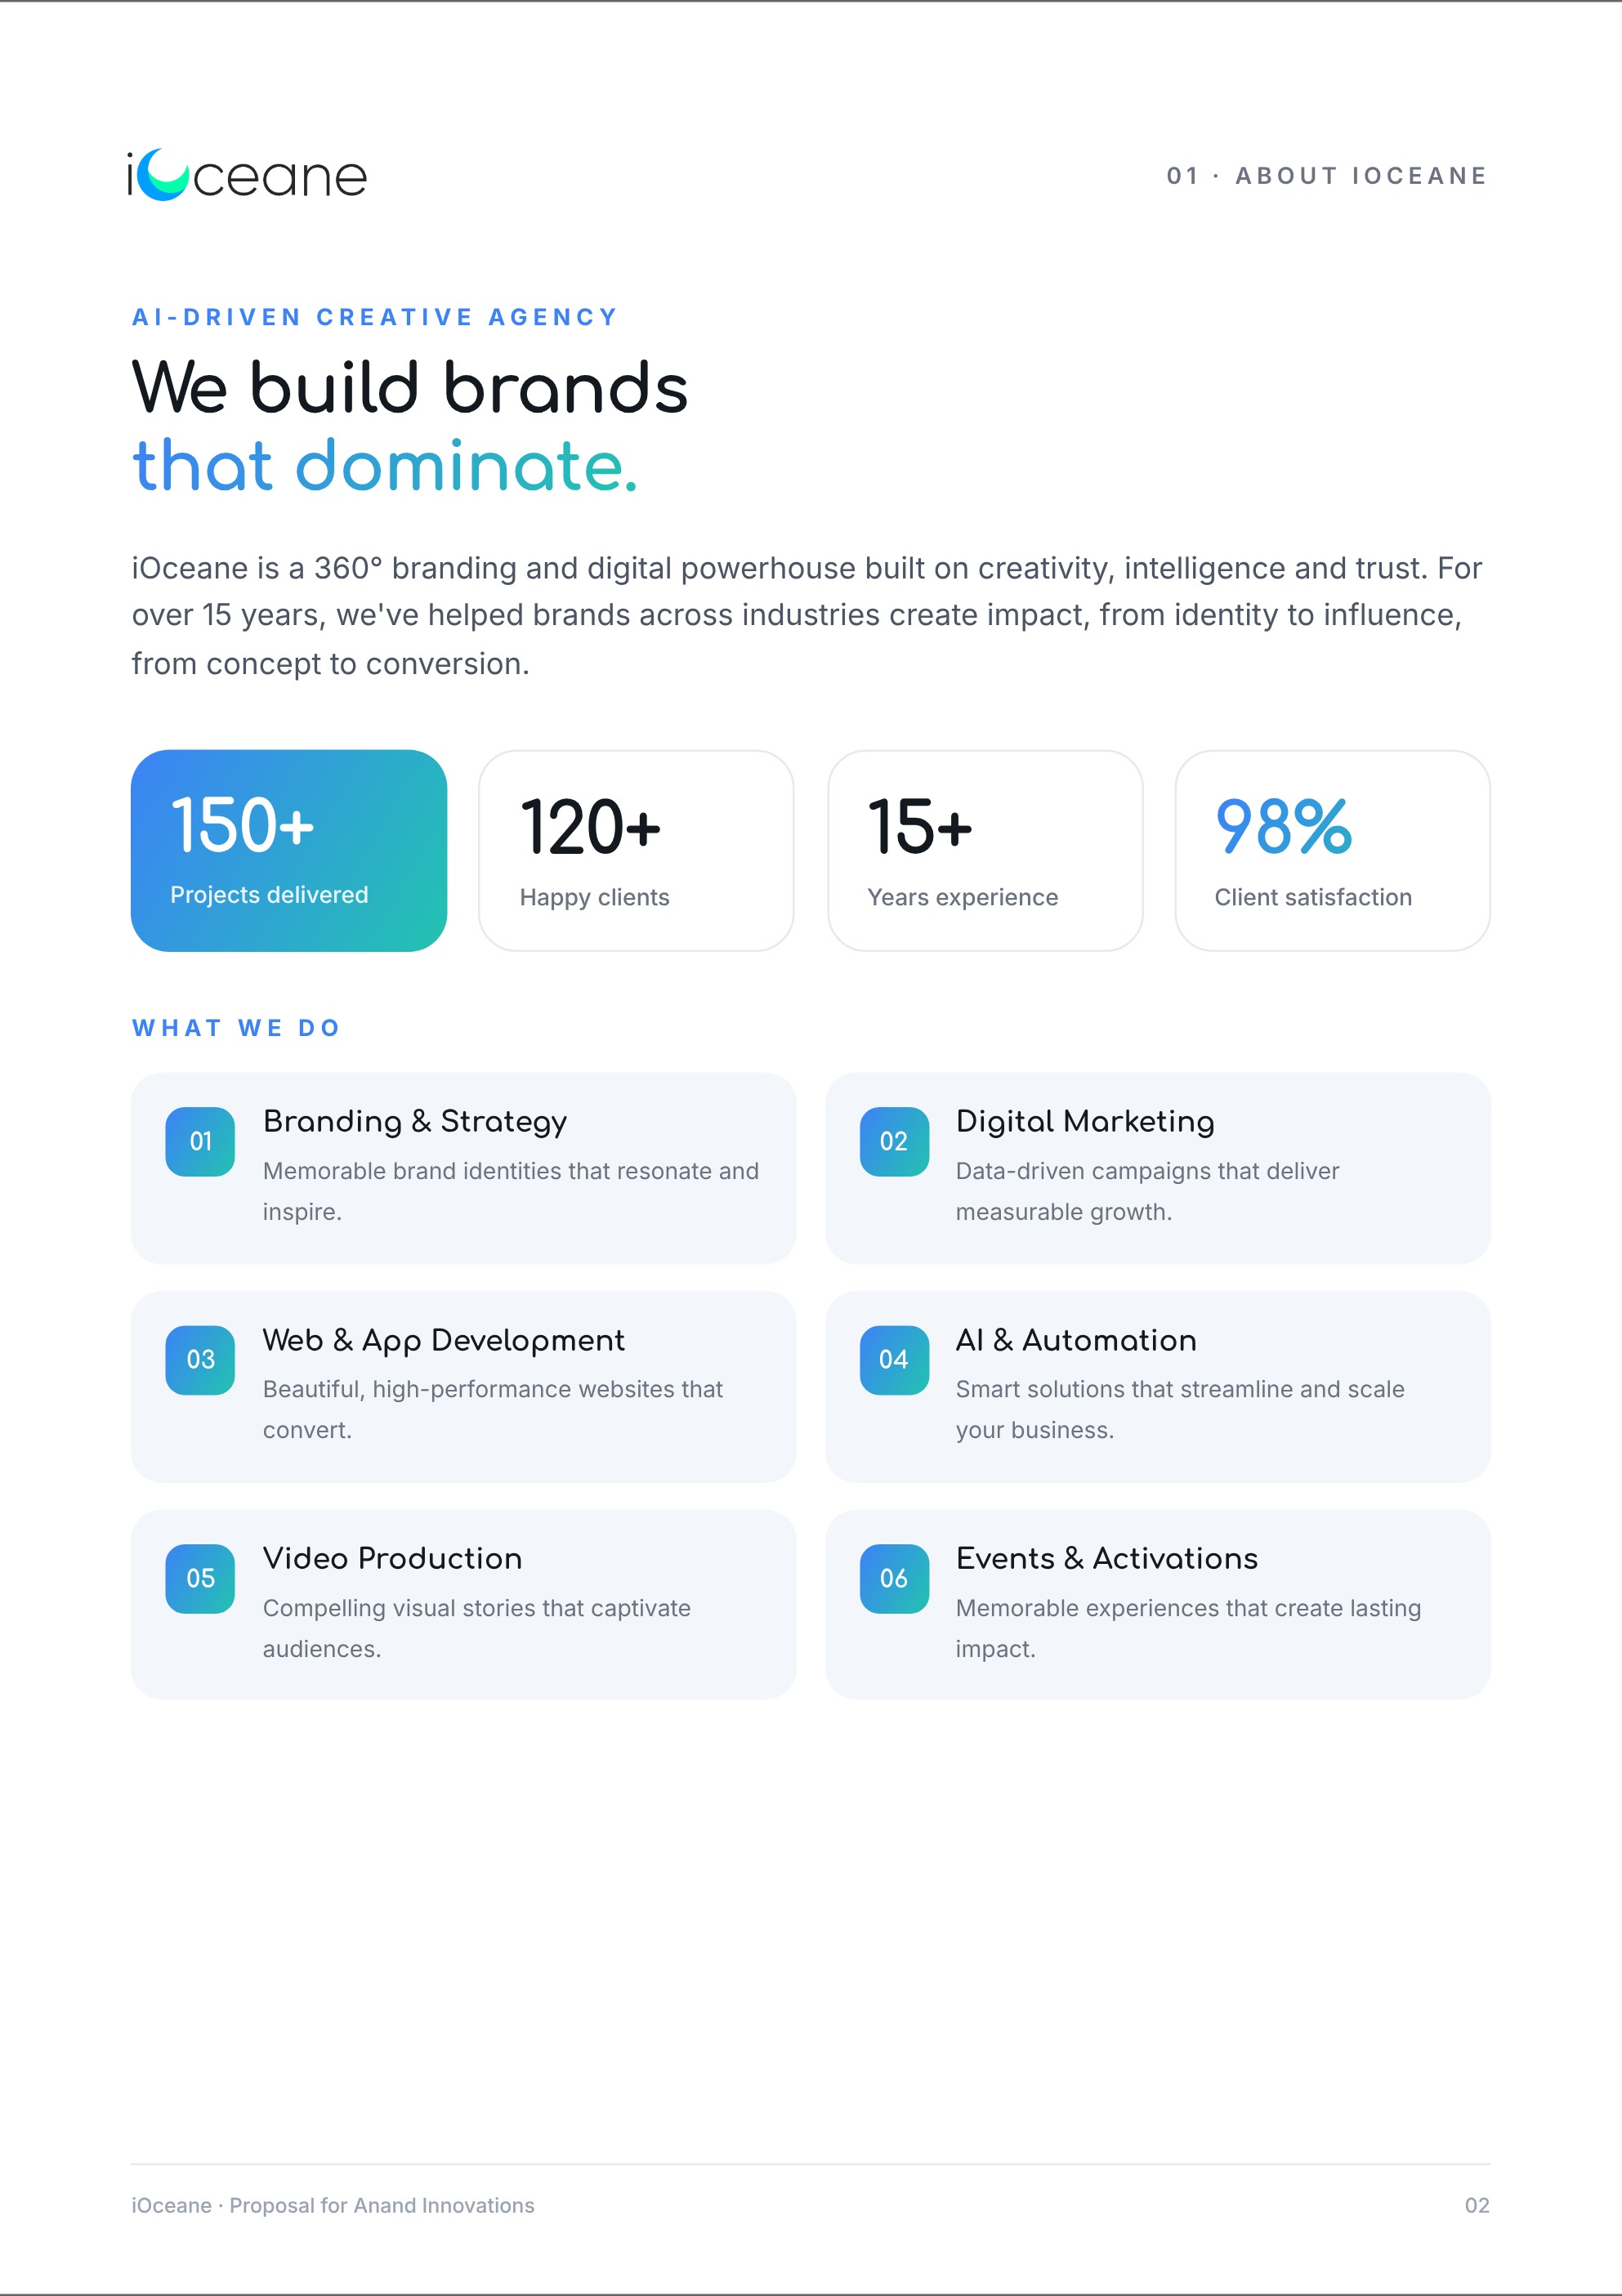 iOceane
01 · ABOUT IOCEANE
AI-DRIVEN CREATIVE AGENCY
We build brands
that dominate.
iOceane is a 360° branding and digital powerhouse built on creativity, intelligence and trust. For
over 15 years, we've helped brands across industries create impact, from identity to influence,
from concept to conversion.
150+
Projects delivered
120+
Happy clients
15+
Years experience
98%
Client satisfaction
WHAT WE DO
01
Branding & Strategy
Memorable brand identities that resonate and
inspire.
02
Digital Marketing
Data-driven campaigns that deliver
measurable growth.
03
Web & App Development
Beautiful, high-performance websites that
convert.
04
AI & Automation
Smart solutions that streamline and scale
your business.
05
Video Production
Compelling visual stories that captivate
audiences.
06
Events & Activations
Memorable experiences that create lasting
impact.
iOceane · Proposal for Anand Innovations
02